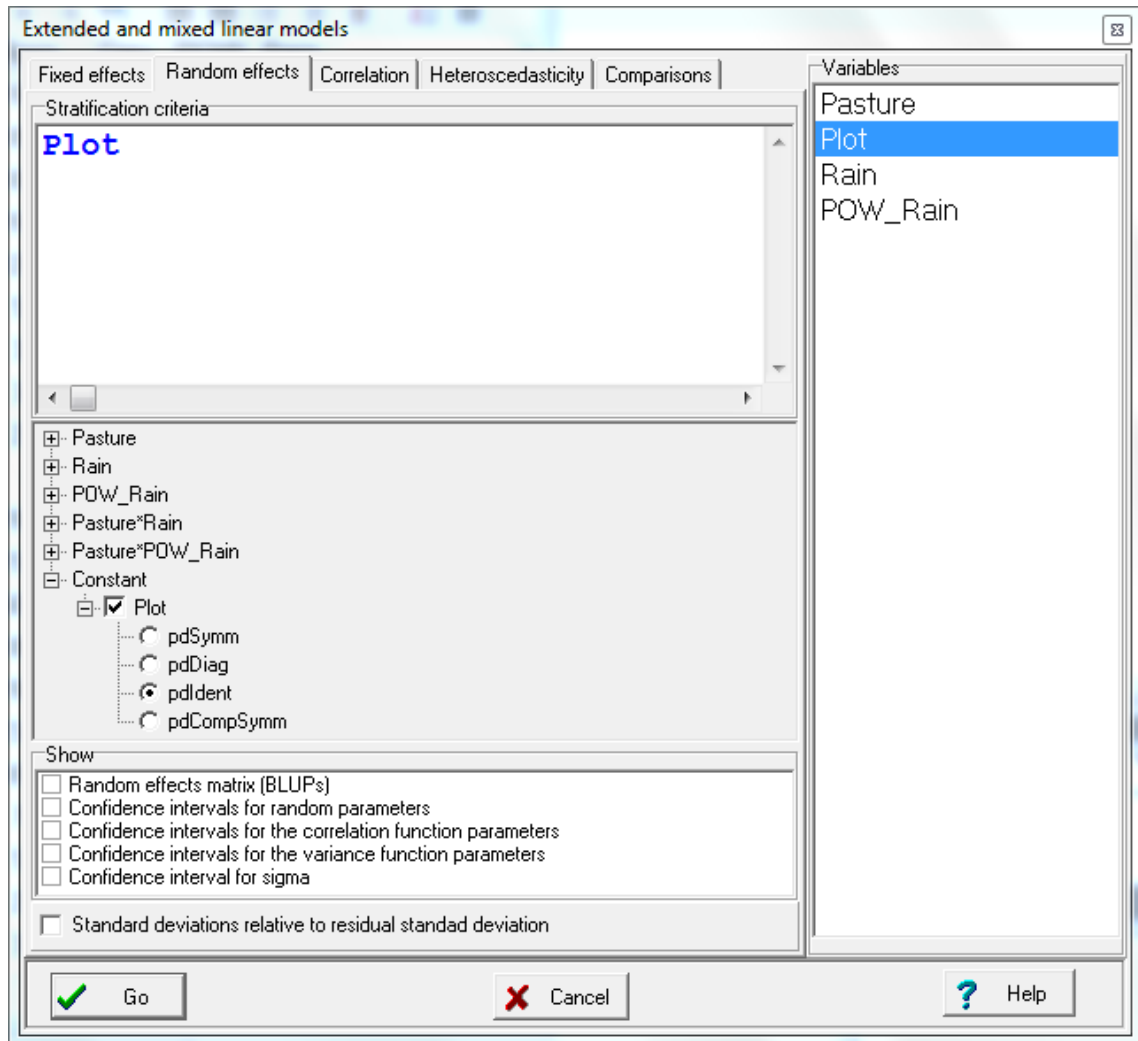 Extended and mixed linear models
Fixed effects Random effects Correlation Heteroscedasticity Comparisons
Stratification criteria
Plot
Pasture
Rain
POW_Rain
Pasture*Rain
Pasture*POW_Rain
Constant
Plot
pdSymm
pdDiag
pdIdent
pdCompSymm
Show
Random effects matrix (BLUPs)
Confidence intervals for random parameters
Confidence intervals for the correlation function parameters
Confidence intervals for the variance function parameters
Confidence interval for sigma
Standard deviations relative to residual standad deviation
Variables
Pasture
Plot
Rain
POW_Rain
Go
Cancel
? Help